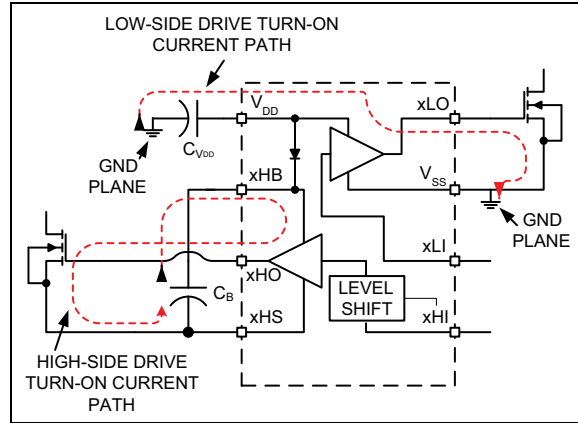 LOW-SIDE DRIVE TURN-ON
CURRENT PATH
VDD
xLO
CVDD
GND
PLANE
xHB
VSS
GND
PLANE
xLI
xHO
CB
LEVEL
SHIFT
xHS
xHI
HIGH-SIDE DRIVE
TURN-ON CURRENT
PATH